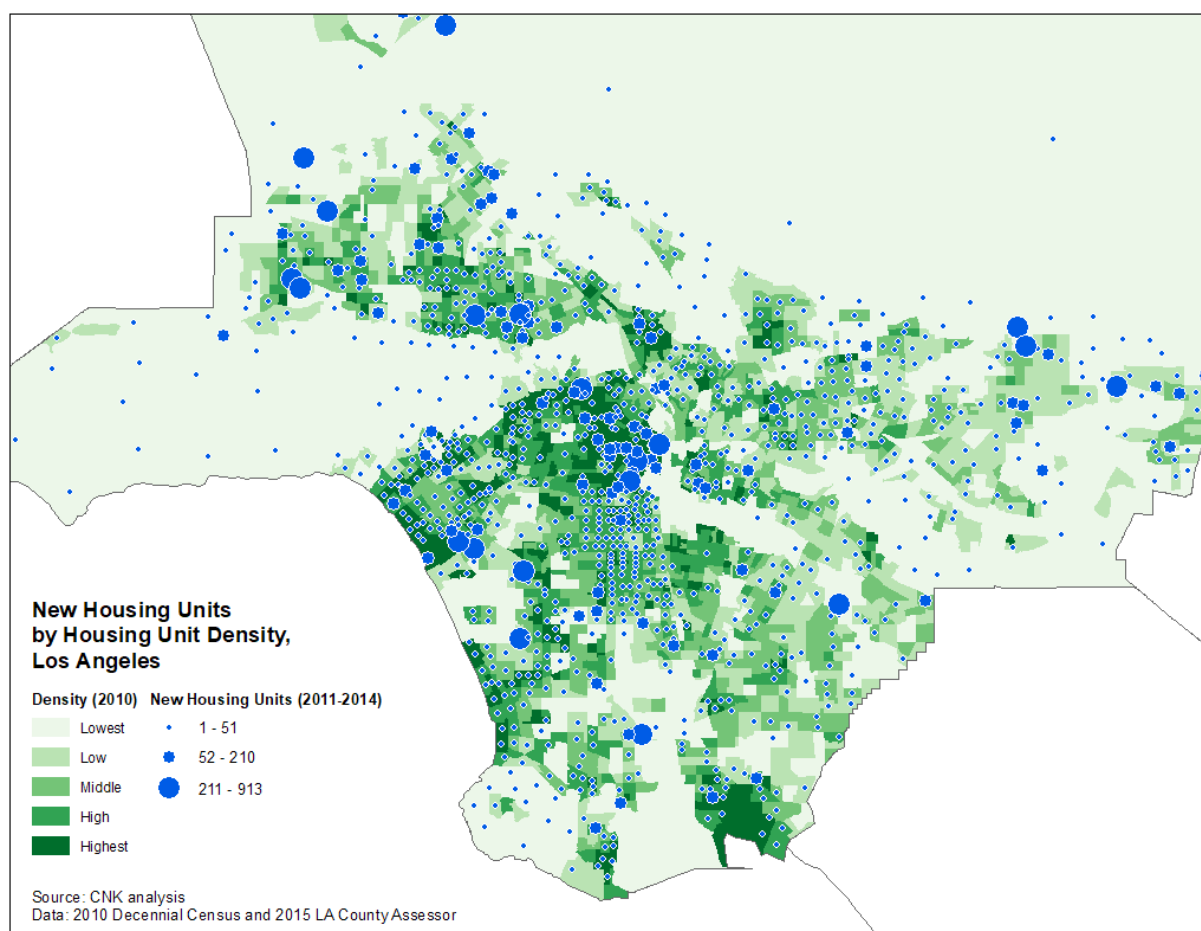 New Housing Units
by Housing Unit Density,
Los Angeles
Density (2010) New Housing Units (2011-2014)
Lowest 1 - 51
Low 52 - 210
Middle 211 - 913
High
Highest
Source: CNK analysis
Data: 2010 Decennial Census and 2015 LA County Assessor